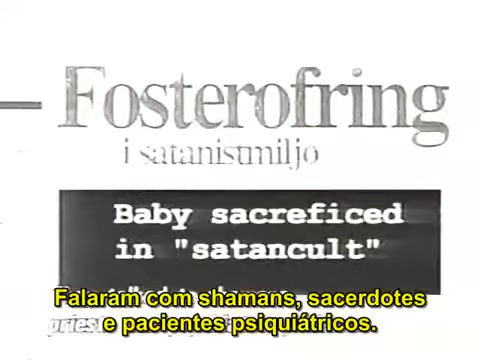 Fosterofring
i satanistmiljo
Baby sacreficed
in "satancult"
Falaram com shamans, sacerdotes
e pacientes psiquiátricos.